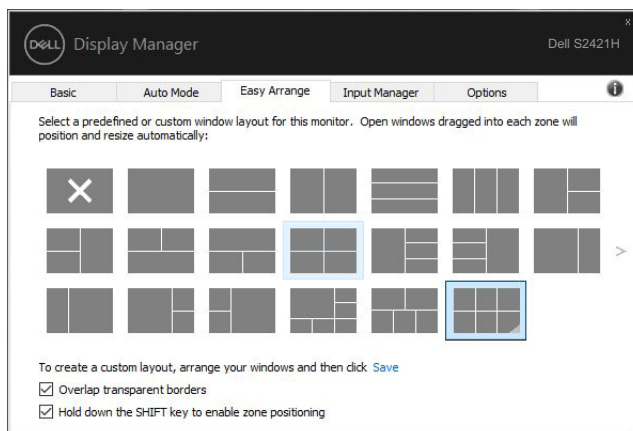 x
DELL Display Manager Dell S2421H
Basic Auto Mode Easy Arrange Input Manager Options i
Select a predefined or custom window layout for this monitor. Open windows dragged into each zone will
position and resize automatically:
>
To create a custom layout, arrange your windows and then click Save
Overlap transparent borders
Hold down the SHIFT key to enable zone positioning